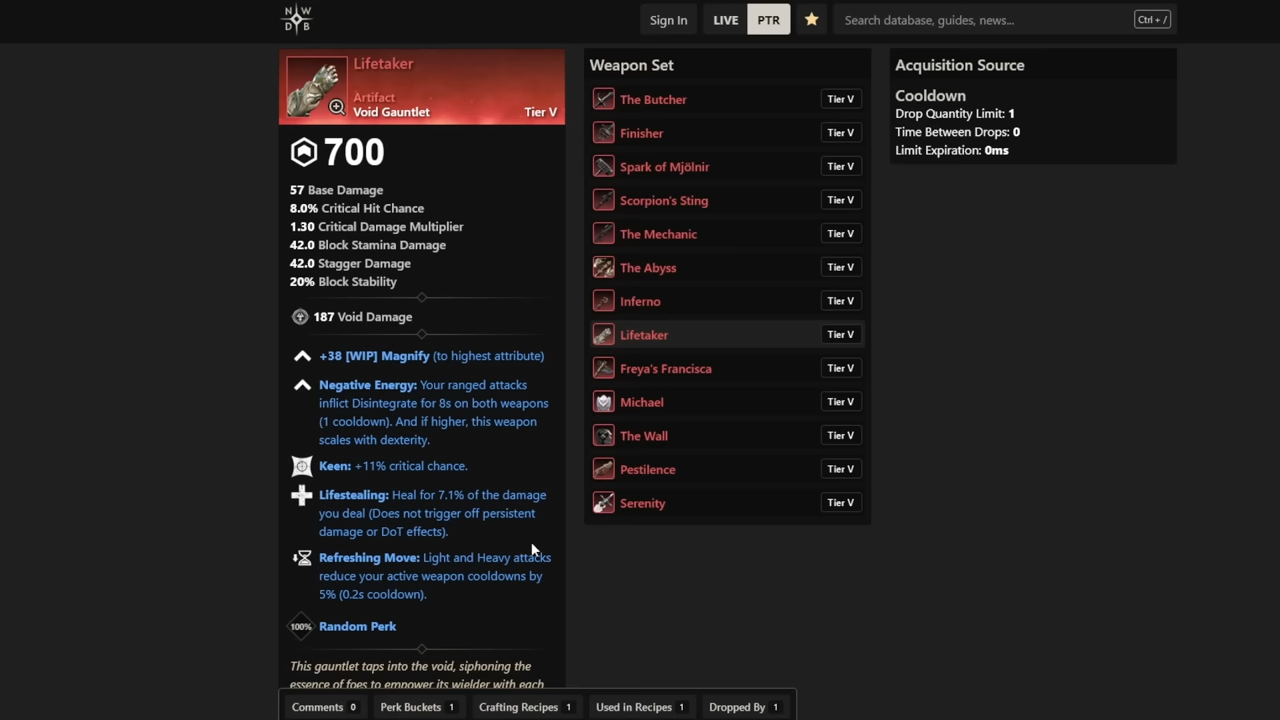 NW
DB
Sign In
LIVE
PTR
Search database, guides, news...
Ctrl + /
Lifetaker
Artifact
Void Gauntlet
Tier V
700
57 Base Damage
8.0% Critical Hit Chance
1.30 Critical Damage Multiplier
42.0 Block Stamina Damage
42.0 Stagger Damage
20% Block Stability
187 Void Damage
+38 [WIP] Magnify (to highest attribute)
Negative Energy: Your ranged attacks
inflict Disintegrate for 8s on both weapons
(1 cooldown). And if higher, this weapon
scales with dexterity.
Keen: +11% critical chance.
Lifestealing: Heal for 7.1% of the damage
you deal (Does not trigger off persistent
damage or DoT effects).
Refreshing Move: Light and Heavy attacks
reduce your active weapon cooldowns by
5% (0.2s cooldown).
100% Random Perk
This gauntlet taps into the void, siphoning the
essence of foes to empower its wielder with each
Weapon Set
The Butcher Tier V
Finisher Tier V
Spark of Mjölnir Tier V
Scorpion's Sting Tier V
The Mechanic Tier V
The Abyss Tier V
Inferno Tier V
Lifetaker Tier V
Freya's Francisca Tier V
Michael Tier V
The Wall Tier V
Pestilence Tier V
Serenity Tier V
Acquisition Source
Cooldown
Drop Quantity Limit: 1
Time Between Drops: 0
Limit Expiration: 0ms
Comments 0
Perk Buckets 1
Crafting Recipes 1
Used in Recipes 1
Dropped By 1